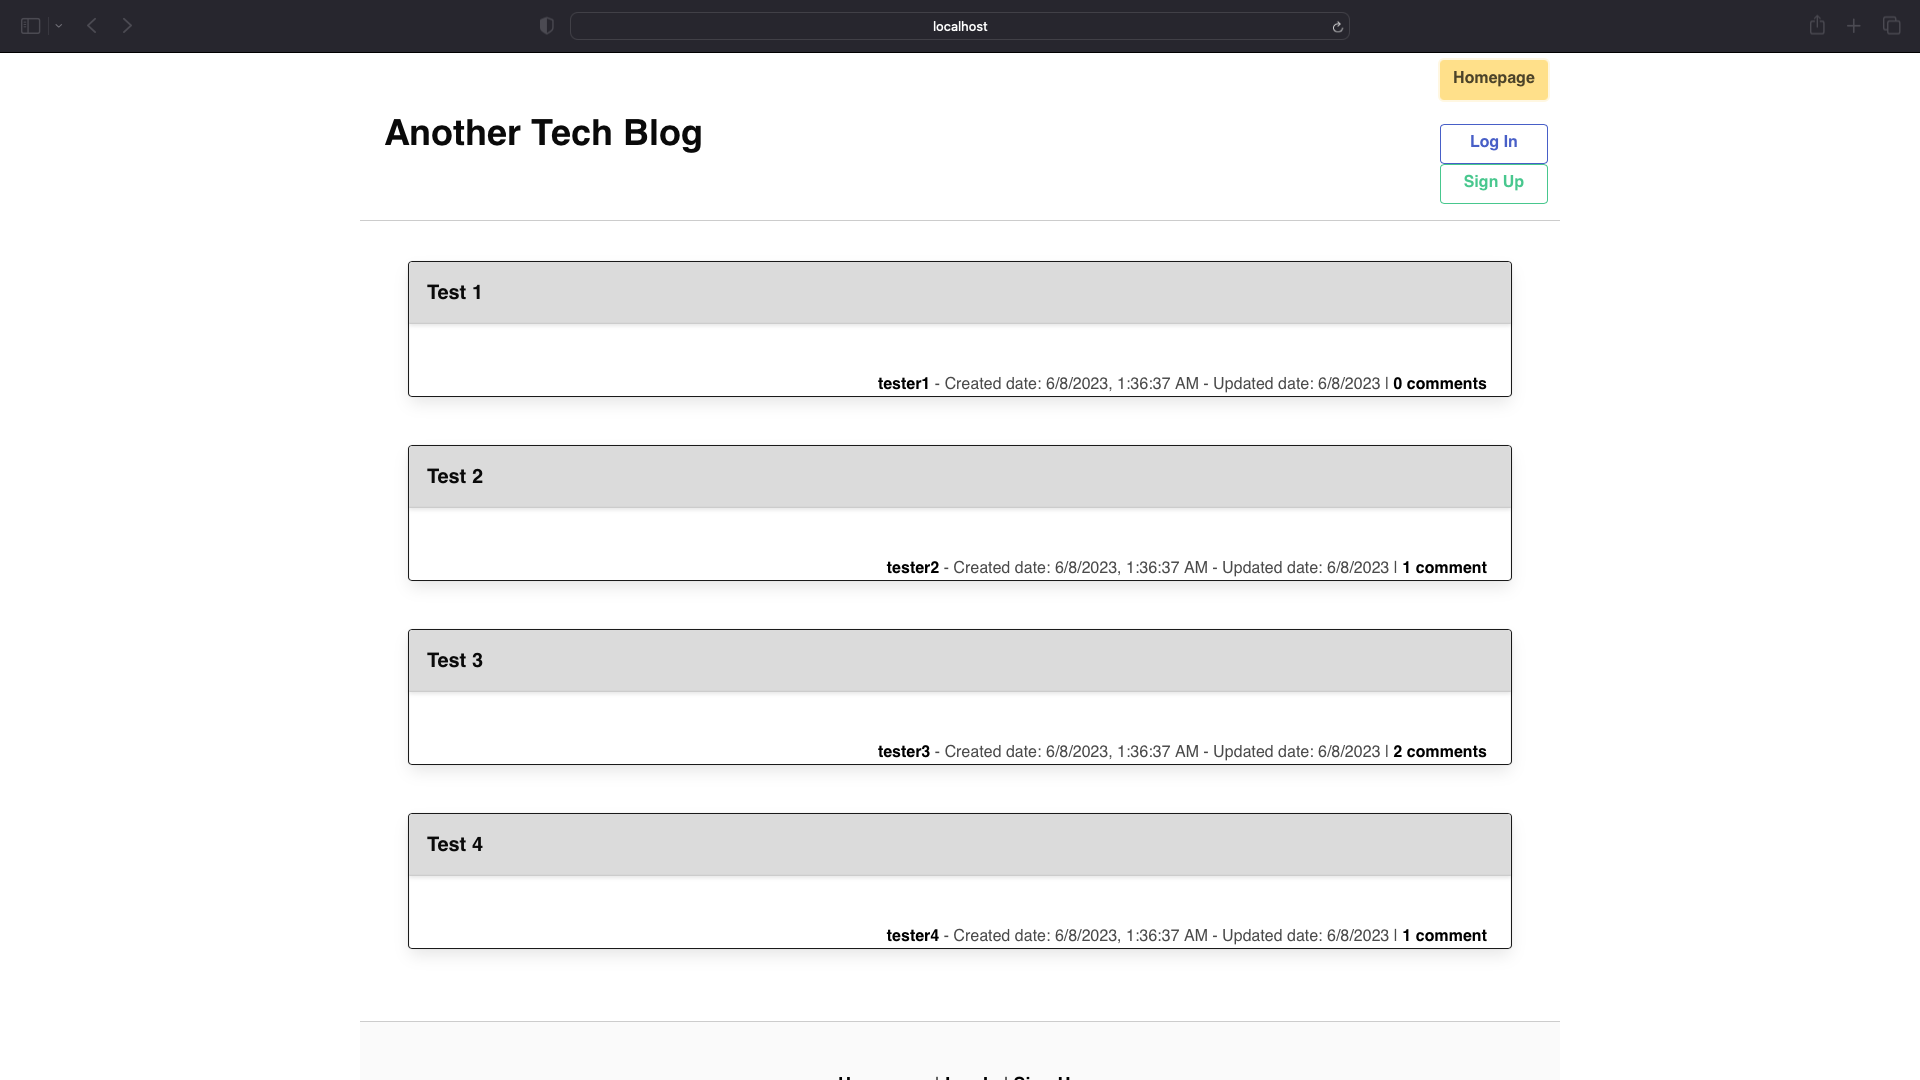 localhost
Homepage
Another Tech Blog
Log In
Sign Up
Test 1
tester1 - Created date: 6/8/2023, 1:36:37 AM - Updated date: 6/8/2023 | 0 comments
Test 2
tester2 - Created date: 6/8/2023, 1:36:37 AM - Updated date: 6/8/2023 | 1 comment
Test 3
tester3 - Created date: 6/8/2023, 1:36:37 AM - Updated date: 6/8/2023 | 2 comments
Test 4
tester4 - Created date: 6/8/2023, 1:36:37 AM - Updated date: 6/8/2023 | 1 comment